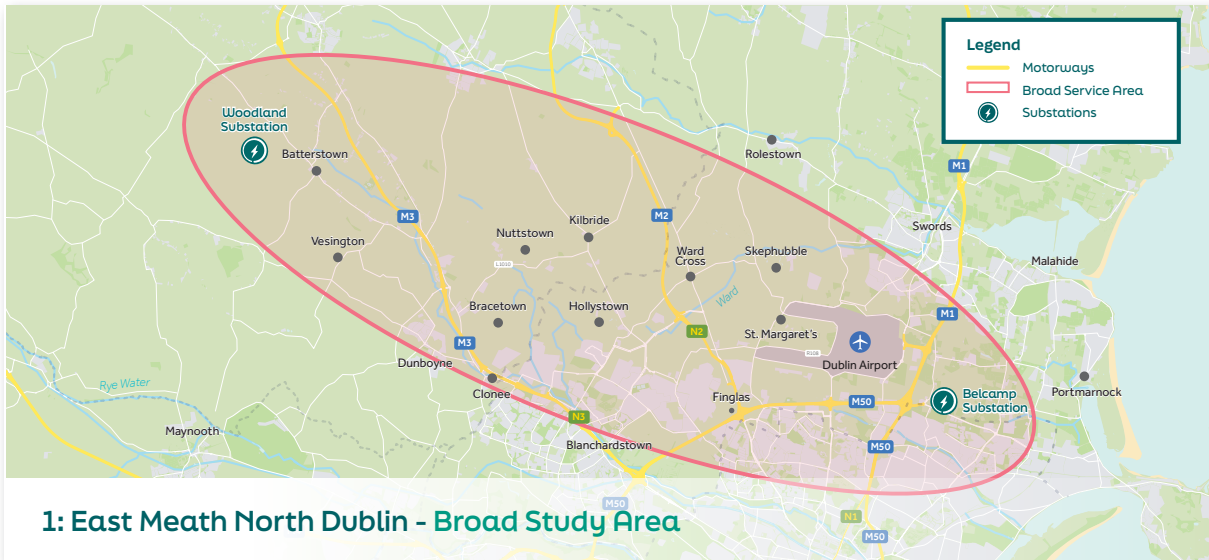 Legend
Motorways
Broad Service Area
Substations
Woodland
Substation
Batterstown
Rolestown
M1
M3
M2
Swords
Kilbride
Nuttstown
Vesington
Ward
Cross
Skephubble
Malahide
L1010
Ward
Bracetown
Hollystown
M1
St. Margaret's
N2
M3
R108
Dunboyne
Dublin Airport
Rye Water
Clonee
Finglas
M50
Belcamp
Substation
Portmarnock
N3
Maynooth
Blanchardstown
M50
M50
N1
M50
1: East Meath North Dublin - Broad Study Area